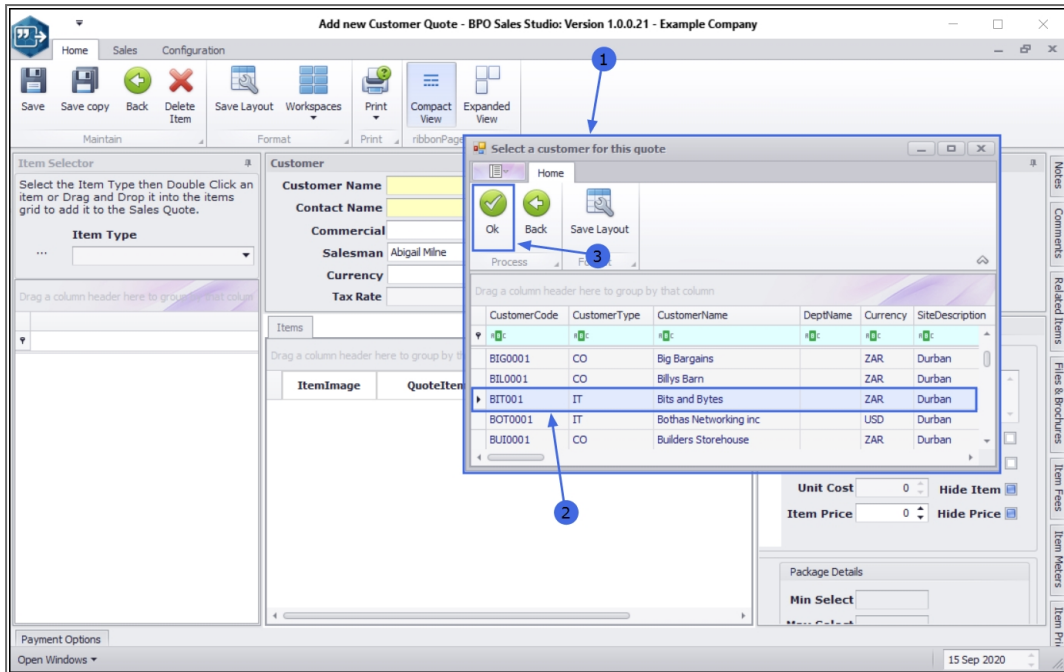 Add new Customer Quote - BPO Sales Studio: Version 1.0.0.21 - Example Company
Home Sales Configuration
Save Save copy Back Delete Item Save Layout Workspaces Print Compact View Expanded View
Maintain Format Print ribbonPage
1
Item Selector
Select the Item Type then Double Click an
item or Drag and Drop it into the items
grid to add it to the Sales Quote.
Item Type
...
Drag a column header here to group by that column
Customer
Customer Name
Contact Name
Commercial
Salesman Abigail Milne
Currency
Tax Rate
Items
Drag a column header here to group by
ItemImage QuoteItem
Select a customer for this quote
Home
Ok Back Save Layout
Process
3
Drag a column header here to group by that column
CustomerCode CustomerType CustomerName DeptName Currency SiteDescription
BIG0001 CO Big Bargains ZAR Durban
BIL0001 CO Billys Barn ZAR Durban
BIT001 IT Bits and Bytes ZAR Durban
BOT0001 IT Bothas Networking inc USD Durban
BUI0001 CO Builders Storehouse ZAR Durban
2
Unit Cost 0 Hide Item
Item Price 0 Hide Price
Package Details
Min Select
Max Select
Notes
Comments
Related Items
Files & Brochures
Item Fees
Item Meters
Item Pri
Payment Options
Open Windows
15 Sep 2020